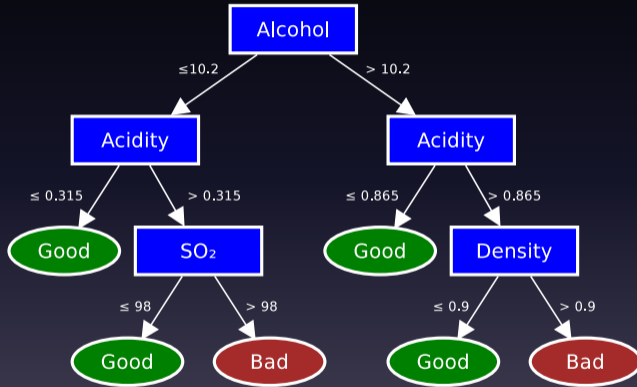 Alcohol
≤10.2
> 10.2
Acidity
Acidity
≤ 0.315
> 0.315
≤ 0.865
> 0.865
Good
SO₂
Good
Density
≤ 98
> 98
≤ 0.9
> 0.9
Good
Bad
Good
Bad